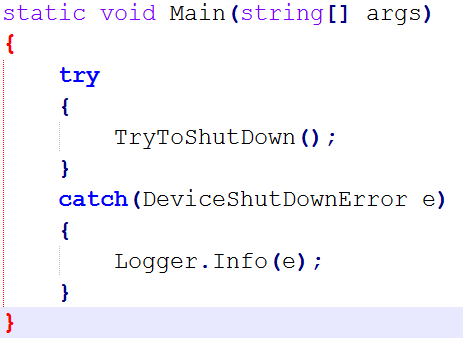 static void Main(string[] args)
{
    try
    {
        TryToShutDown();
    }
    catch(DeviceShutDownError e)
    {
        Logger.Info(e);
    }
}